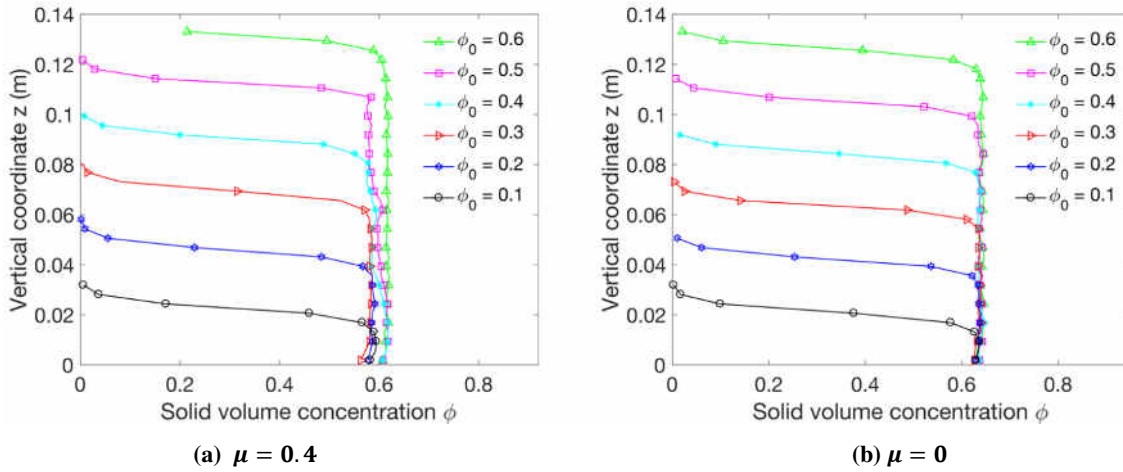 0.14
0.12
0.1
0.08
0.06
0.04
0.02
0
Vertical coordinate z (m)
0 0.2 0.4 0.6 0.8
Solid volume concentration ϕ
ϕ₀ = 0.6
ϕ₀ = 0.5
ϕ₀ = 0.4
ϕ₀ = 0.3
ϕ₀ = 0.2
ϕ₀ = 0.1
(a) μ = 0.4
0.14
0.12
0.1
0.08
0.06
0.04
0.02
0
Vertical coordinate z (m)
0 0.2 0.4 0.6 0.8
Solid volume concentration ϕ
ϕ₀ = 0.6
ϕ₀ = 0.5
ϕ₀ = 0.4
ϕ₀ = 0.3
ϕ₀ = 0.2
ϕ₀ = 0.1
(b) μ = 0